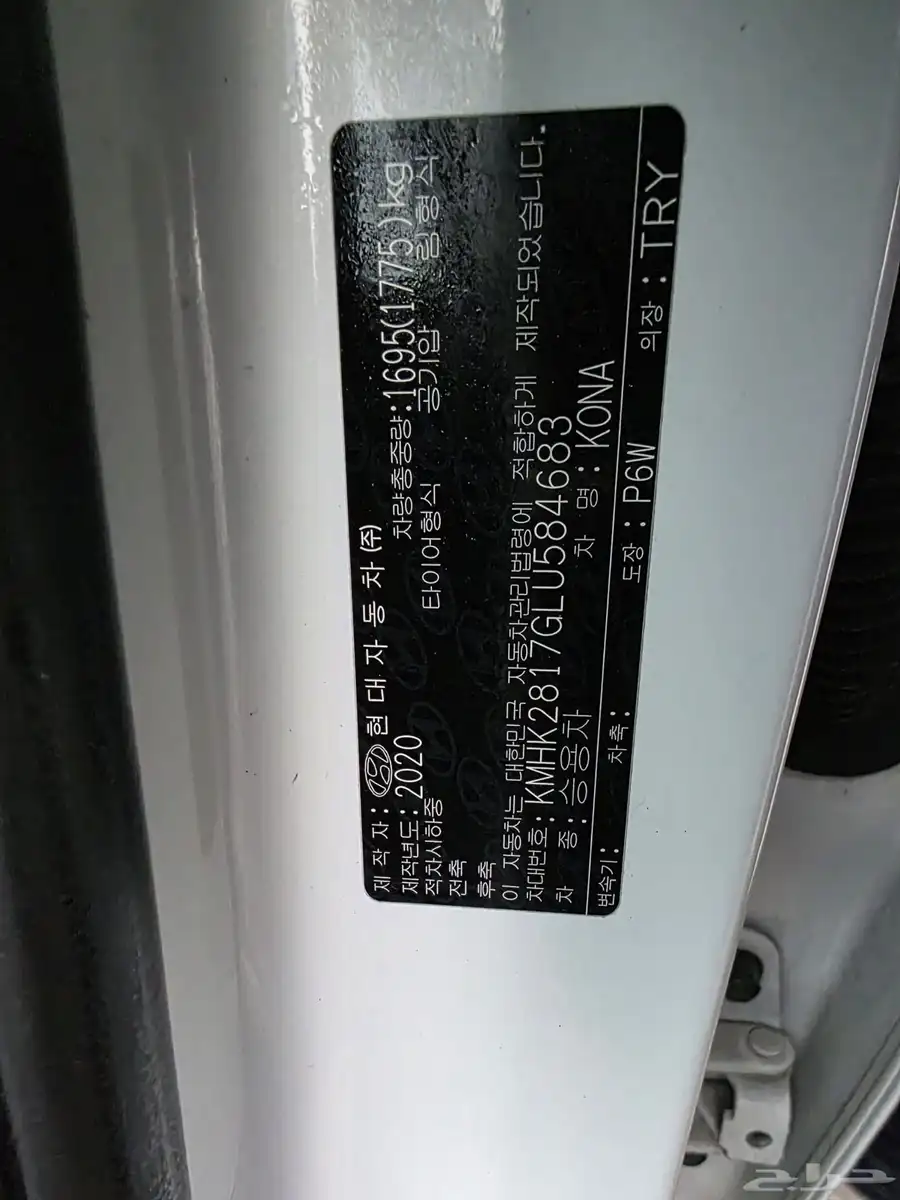 제 작 자 : 현 대 자 동 차 (주)
제작년도 : 2020 차량총중량 : 1695(1775)kg
적차시하중 타이어형식 공기압 림형식
전축
후축
이 자동차는 대한민국 자동차관리법령에 적합하게 제작되었습니다.
차대번호 : KMHK2817GLU584683
차 종 : 승용차 차 명 : KONA
변속기 : 차축 : 도장 : P6W 의장 : TRY
حراج